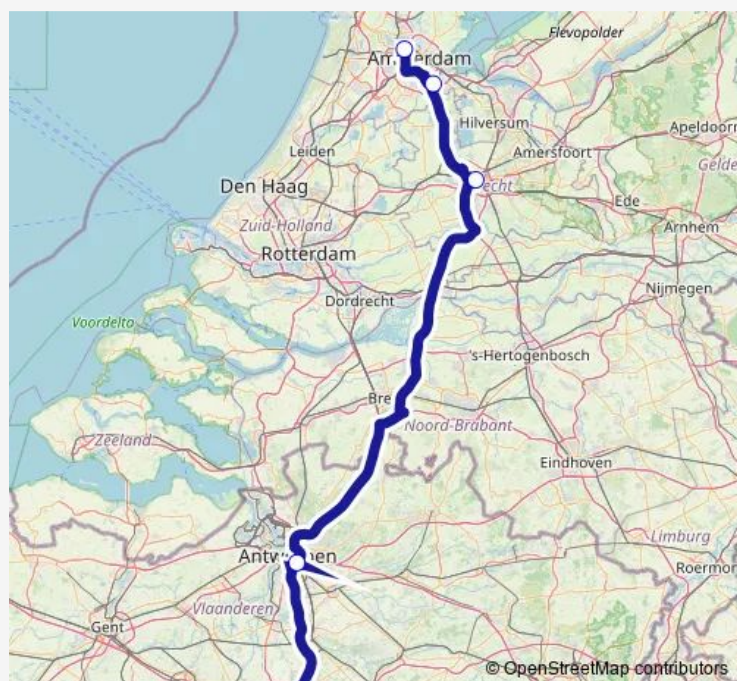 Flevopolder
Amsterdam
Hilversum
Apeldoorn
Leiden
Amersfoort
Gelde
Den Haag
echt
Ede
Zuid-Holland
Arnhem
Rotterdam
Nijmegen
Dordrecht
Voordelta
's-Hertogenbosch
Bre
Noord-Brabant
Zeeland
Eindhoven
Limburg
Antwerpen
Roermon
Vlaanderen
Gent
© OpenStreetMap contributors